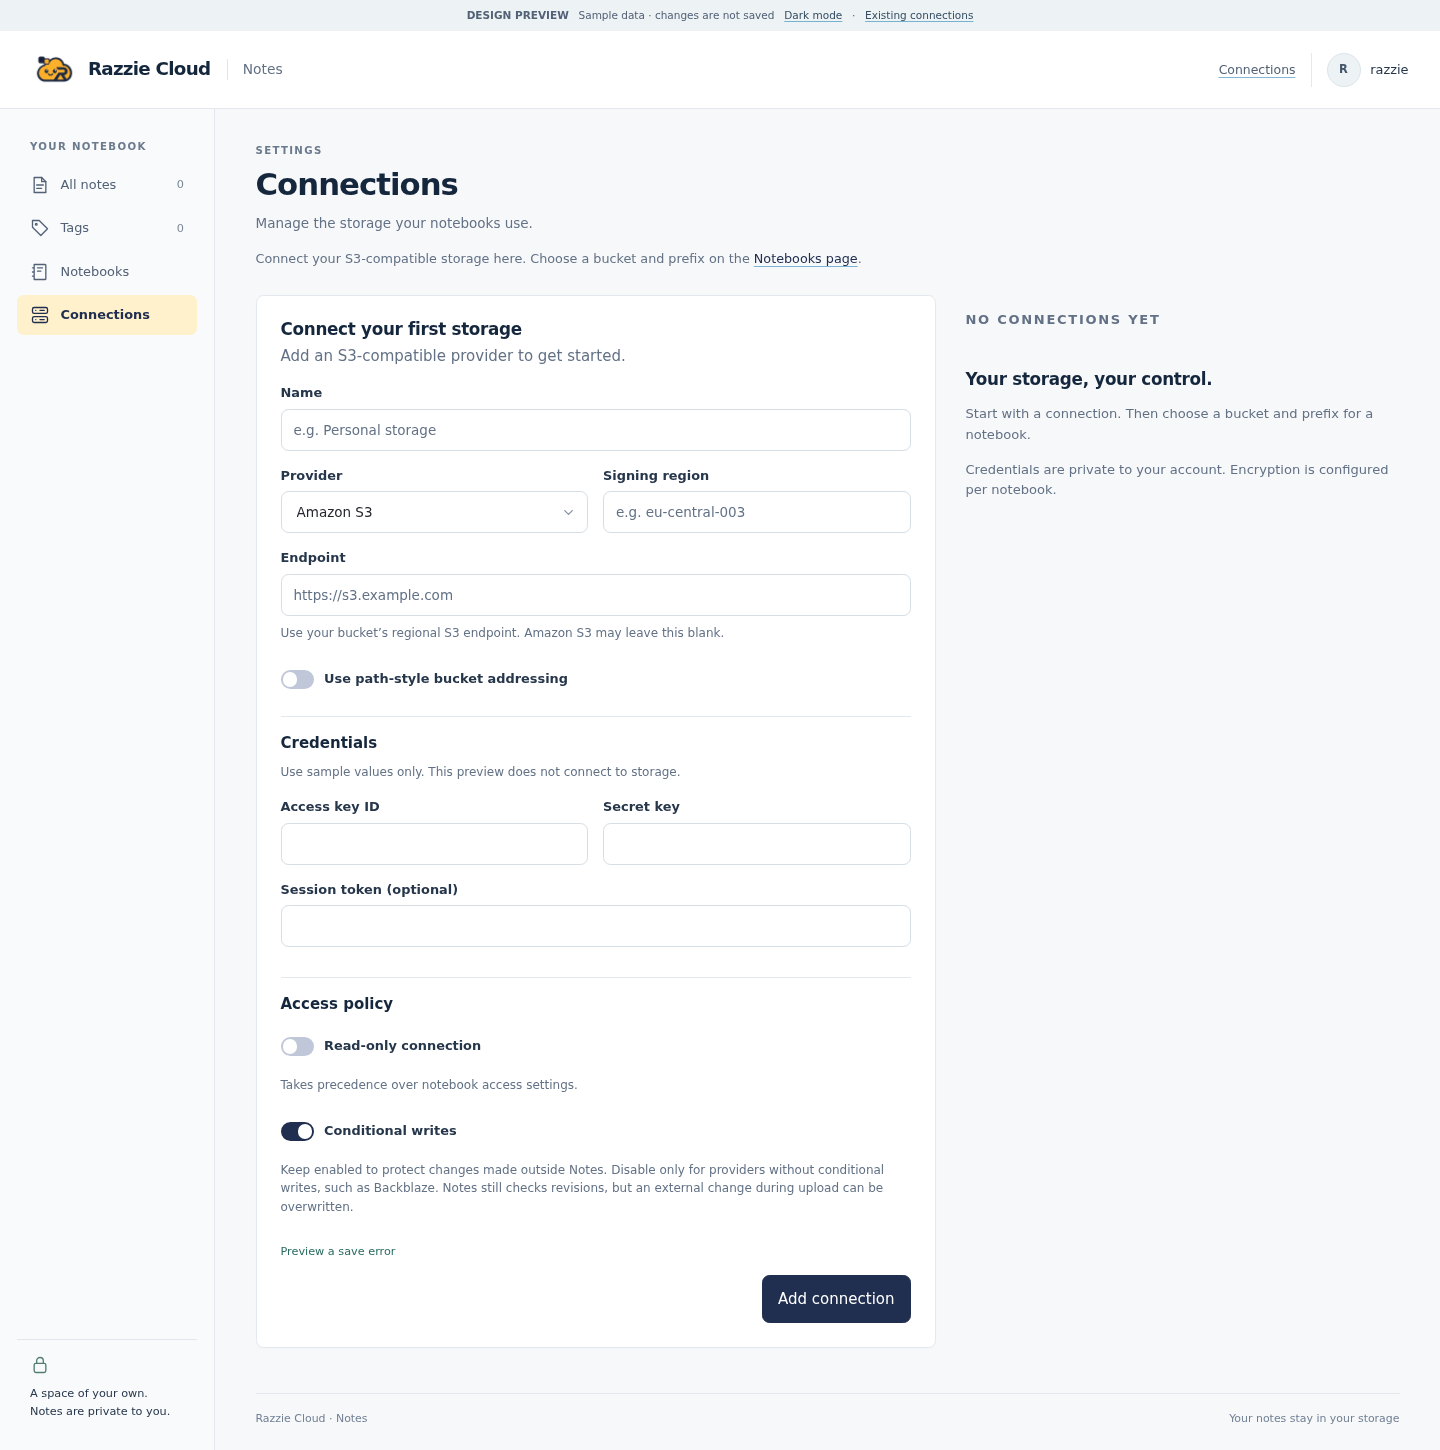 DESIGN PREVIEW Sample data · changes are not saved Dark mode · Existing connections
Razzie Cloud Notes
Connections R razzie
YOUR NOTEBOOK
All notes 0
Tags 0
Notebooks
Connections
A space of your own.
Notes are private to you.
SETTINGS
Connections
Manage the storage your notebooks use.
Connect your S3-compatible storage here. Choose a bucket and prefix on the Notebooks page.
Connect your first storage
Add an S3-compatible provider to get started.
Name
e.g. Personal storage
Provider Signing region
Amazon S3 e.g. eu-central-003
Endpoint
https://s3.example.com
Use your bucket’s regional S3 endpoint. Amazon S3 may leave this blank.
Use path-style bucket addressing
Credentials
Use sample values only. This preview does not connect to storage.
Access key ID Secret key
Session token (optional)
Access policy
Read-only connection
Takes precedence over notebook access settings.
Conditional writes
Keep enabled to protect changes made outside Notes. Disable only for providers without conditional
writes, such as Backblaze. Notes still checks revisions, but an external change during upload can be
overwritten.
Preview a save error
Add connection
NO CONNECTIONS YET
Your storage, your control.
Start with a connection. Then choose a bucket and prefix for a
notebook.
Credentials are private to your account. Encryption is configured
per notebook.
Razzie Cloud · Notes Your notes stay in your storage